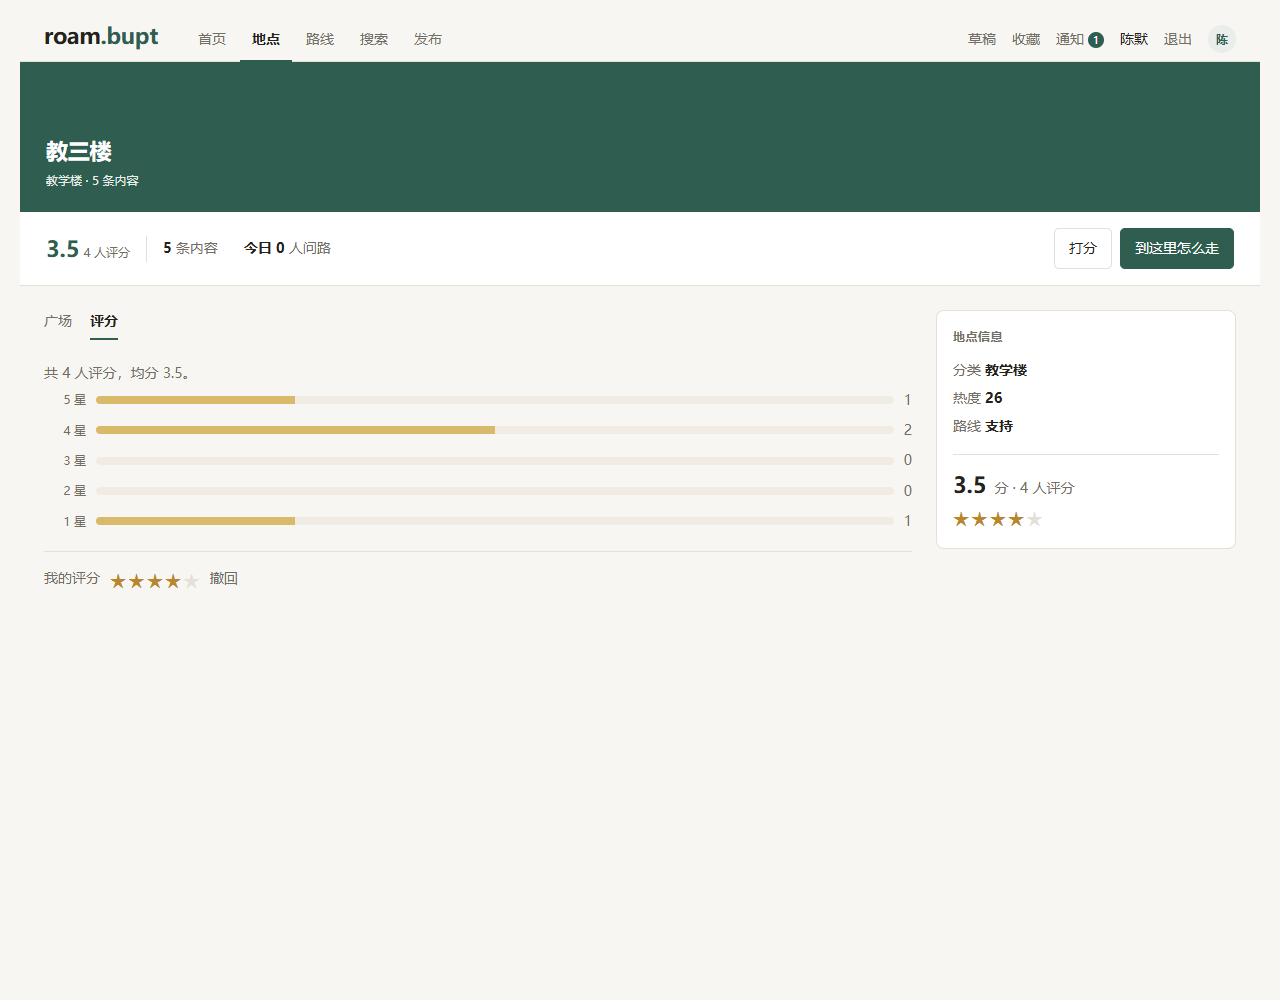 roam.bupt 首页 地点 路线 搜索 发布 草稿 收藏 通知 1 陈默 退出 陈
教三楼
教学楼 · 5 条内容
3.5 4 人评分 5 条内容 今日 0 人问路 打分 到这里怎么走
广场 评分
共 4 人评分，均分 3.5。
5 星 1
4 星 2
3 星 0
2 星 0
1 星 1
我的评分 ★★★★★ 撤回
地点信息
分类 教学楼
热度 26
路线 支持
3.5 分 · 4 人评分
★★★★★